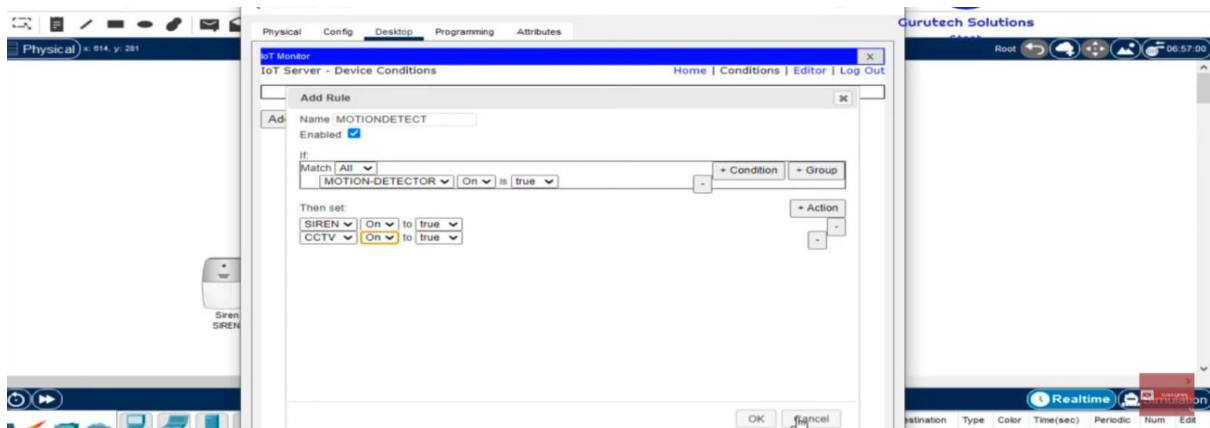 Physical Config Desktop Programming Attributes
Gurutech Solutions
Physical x: 614, y: 281
Root 06:57:00
IoT Monitor X
IoT Server - Device Conditions Home | Conditions | Editor | Log Out
Add Rule
Ad Name MOTIONDETECT
Enabled
If:
Match All + Condition + Group
MOTION-DETECTOR On is true -
Then set: + Action
SIREN On to true -
CCTV On to true -
Siren
SIREN
Realtime
OK Cancel
Type Color Time(sec) Periodic Num Edit